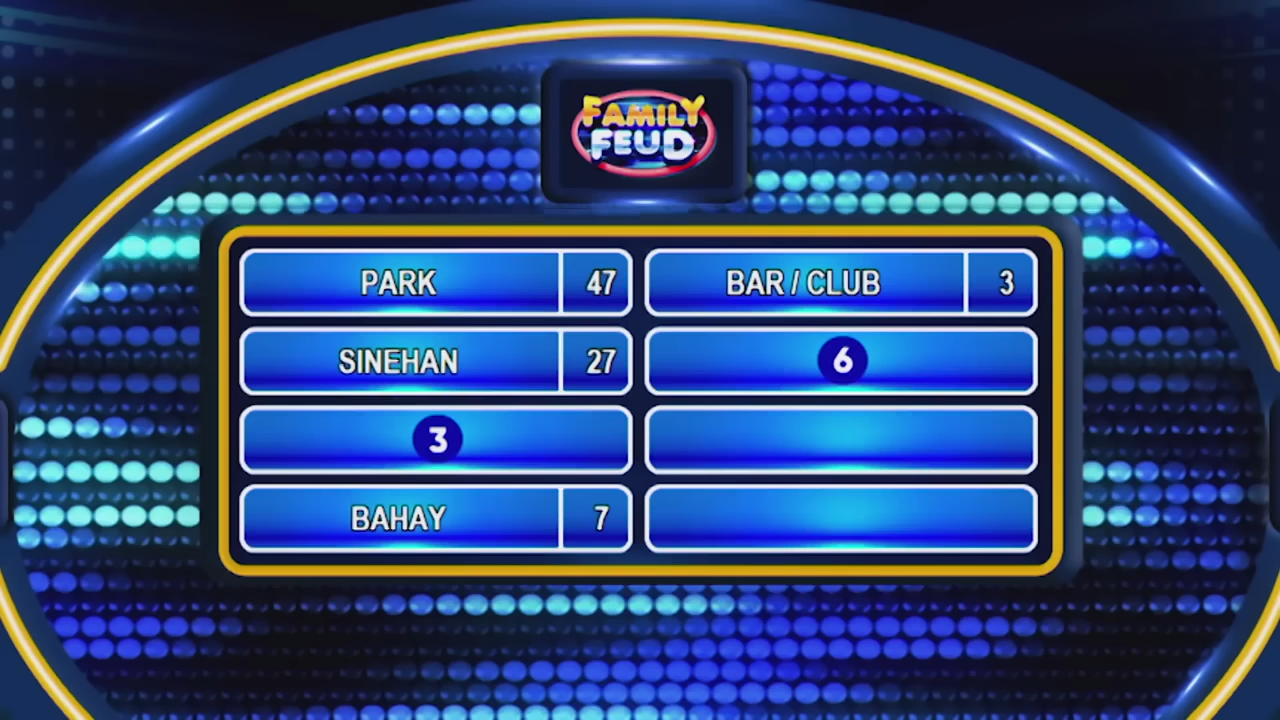 FAMILY
FEUD
PARK 47
SINEHAN 27
3
BAHAY 7
BAR / CLUB 3
6